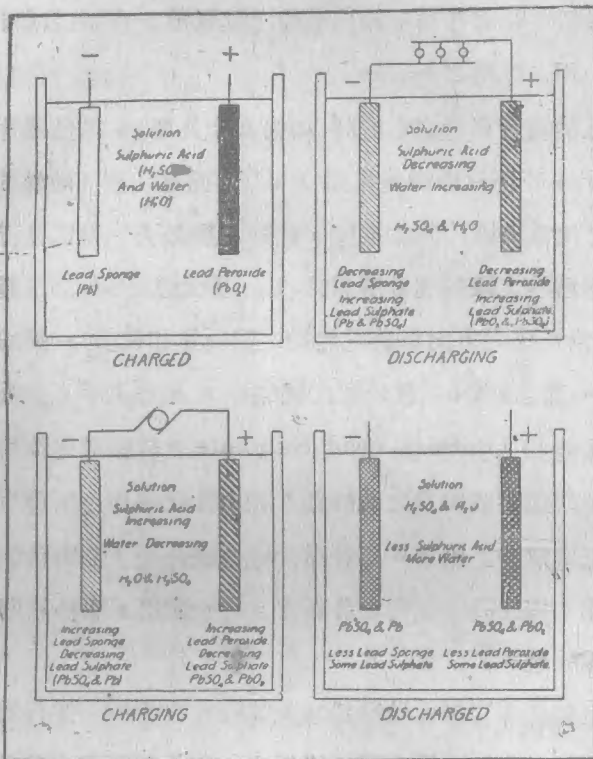 − +
Solution
Sulphuric Acid
(H₂SO
And Water
(H₂O)
Lead Sponge
(Pb)
Lead Peroxide
(PbO₂)
CHARGED
− +
Solution
Sulphuric Acid
Decreasing
Water Increasing
H₂SO₄ & H₂O
Decreasing
Lead Sponge
Increasing
Lead Sulphate
(Pb & PbSO₄)
Decreasing
Lead Peroxide
Increasing
Lead Sulphate
(PbO₂ & PbSO₄)
DISCHARGING
− +
Solution
Sulphuric Acid
Increasing
Water Decreasing
H₂O & H₂SO₄
Increasing
Lead Sponge
Decreasing
Lead Sulphate
(PbSO₄ & Pb)
Increasing
Lead Peroxide
Decreasing
Lead Sulphate
PbSO₄ & PbO₂
CHARGING
− +
Solution
H₂SO₄ & H₂O
Less Sulphuric Acid
More Water
PbSO₄ & Pb
Less Lead Sponge
Some Lead Sulphate
PbSO₄ & PbO₂
Less Lead Peroxide
Some Lead Sulphate.
DISCHARGED